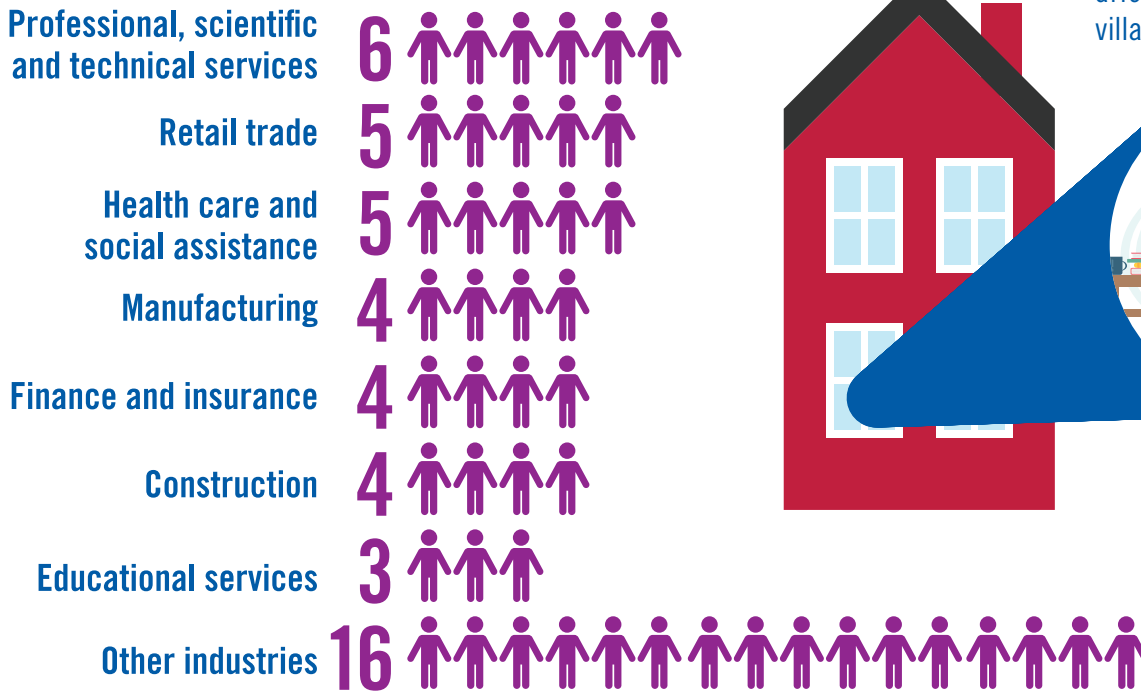 Professional, scientific
and technical services
6
Retail trade
5
Health care and
social assistance
5
Manufacturing
4
Finance and insurance
4
Construction
4
Educational services
3
Other industries
16
villa